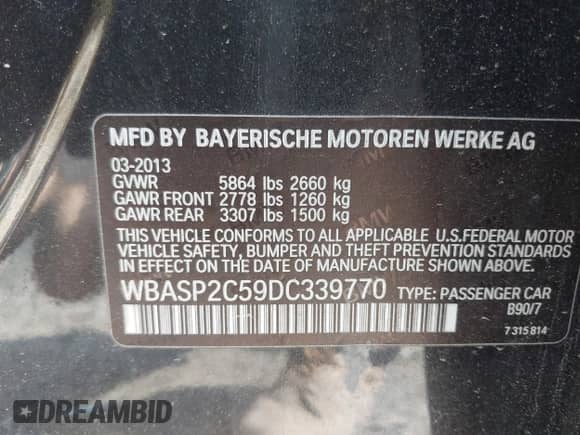 MFD BY BAYERISCHE MOTOREN WERKE AG
03-2013
GVWR 5864 lbs 2660 kg
GAWR FRONT 2778 lbs 1260 kg
GAWR REAR 3307 lbs 1500 kg
THIS VEHICLE CONFORMS TO ALL APPLICABLE U.S.FEDERAL MOTOR
VEHICLE SAFETY, BUMPER AND THEFT PREVENTION STANDARDS
IN EFFECT ON THE DATE OF MANUFACTURE SHOWN ABOVE.
WBASP2C59DC339770 TYPE: PASSENGER CAR
B90/7
7 315 814
DREAMBID